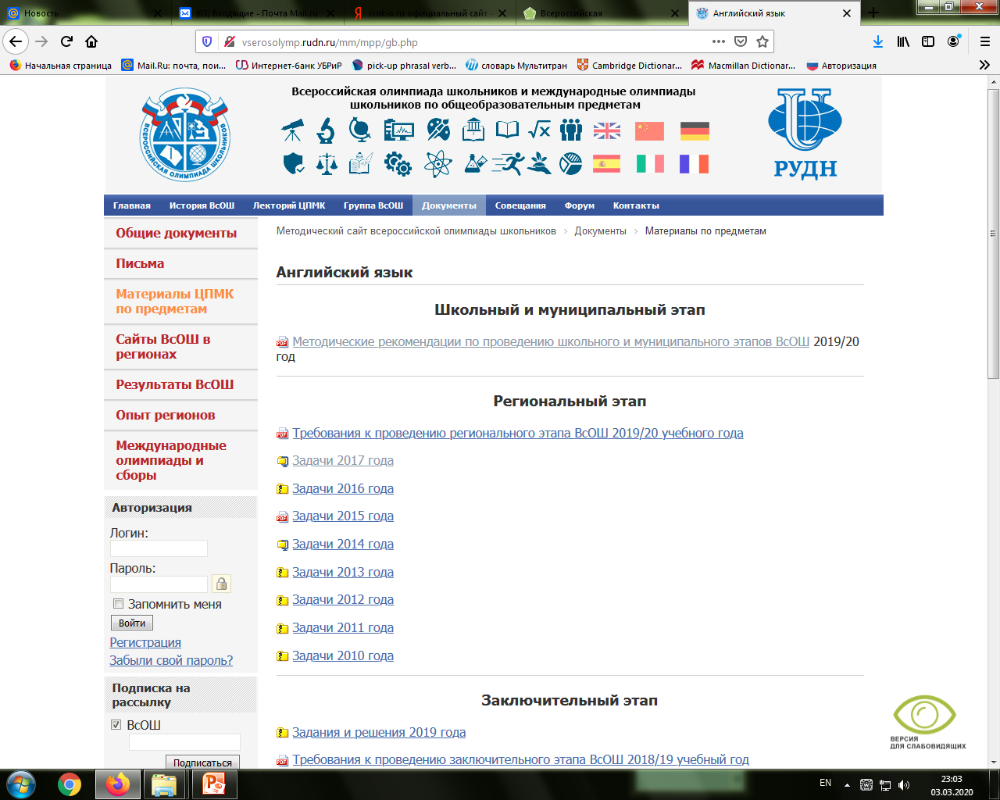 Новость
(63) Входящие - Почта Mail.ru
rcokio.ru официальный сайт
Всероссийская
Английский язык
vserosolymp.rudn.ru/mm/mpp/gb.php
Начальная страница
Mail.Ru: почта, пои...
Интернет-банк УБРиР
pick-up phrasal verb...
словарь Мультитран
Cambridge Dictionar...
Macmillan Dictionar...
Авторизация
ВСЕРОССИЙСКАЯ ОЛИМПИАДА ШКОЛЬНИКОВ
Всероссийская олимпиада школьников и международные олимпиады
школьников по общеобразовательным предметам
РУДН
Главная История ВсОШ Лекторий ЦПМК Группа ВсОШ Документы Совещания Форум Контакты
Общие документы
Письма
Материалы ЦПМК
по предметам
Сайты ВсОШ в
регионах
Результаты ВсОШ
Опыт регионов
Международные
олимпиады и
сборы
Авторизация
Логин:
Пароль:
Запомнить меня
Войти
Регистрация
Забыли свой пароль?
Подписка на
рассылку
ВсОШ
Подписаться
Методический сайт всероссийской олимпиады школьников > Документы > Материалы по предметам
Английский язык
Школьный и муниципальный этап
Методические рекомендации по проведению школьного и муниципального этапов ВсОШ 2019/20
год
Региональный этап
Требования к проведению регионального этапа ВсОШ 2019/20 учебного года
Задачи 2017 года
Задачи 2016 года
Задачи 2015 года
Задачи 2014 года
Задачи 2013 года
Задачи 2012 года
Задачи 2011 года
Задачи 2010 года
Заключительный этап
Задания и решения 2019 года
Требования к проведению заключительного этапа ВсОШ 2018/19 учебный год
ВЕРСИЯ
ДЛЯ СЛАБОВИДЯЩИХ
EN
23:03
03.03.2020